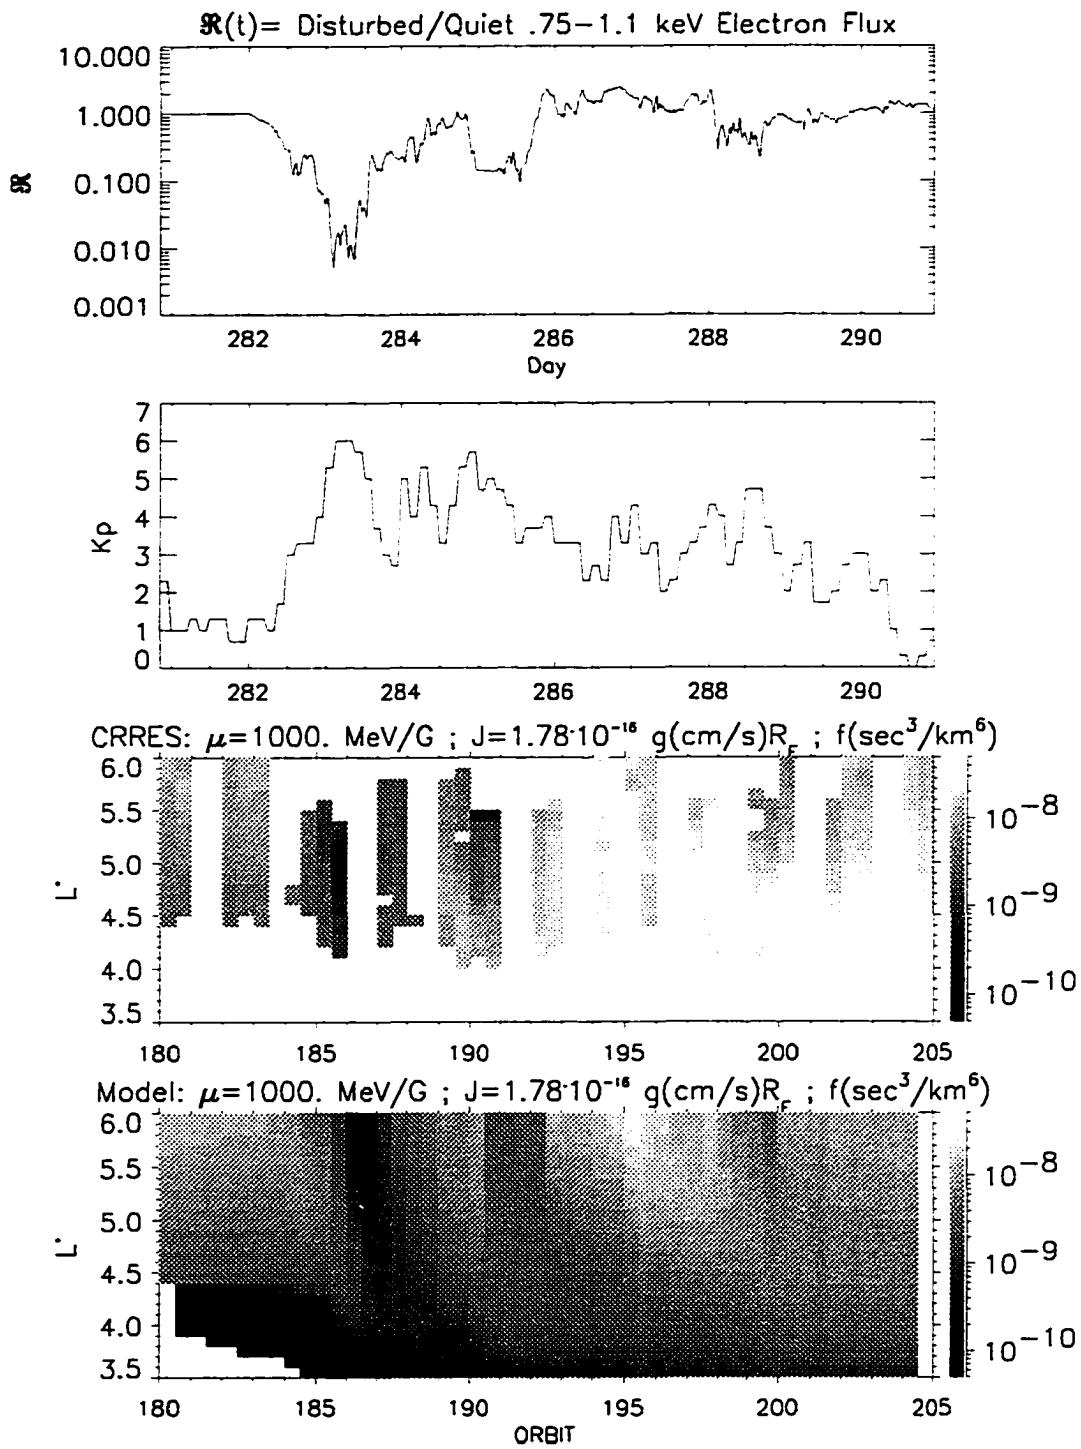 ℜ(t)= Disturbed/Quiet .75−1.1 keV Electron Flux
10.000
1.000
0.100
0.010
0.001
ℜ
282 284 286 288 290
Day
7
6
5
4
3
2
1
0
Kp
282 284 286 288 290
CRRES: μ=1000. MeV/G ; J=1.78·10⁻¹⁶ g(cm/s)R_E ; f(sec³/km⁶)
6.0
5.5
5.0
4.5
4.0
3.5
L*
10⁻⁸
10⁻⁹
10⁻¹⁰
180 185 190 195 200 205
Model: μ=1000. MeV/G ; J=1.78·10⁻¹⁶ g(cm/s)R_E ; f(sec³/km⁶)
6.0
5.5
5.0
4.5
4.0
3.5
L*
10⁻⁸
10⁻⁹
10⁻¹⁰
180 185 190 195 200 205
ORBIT